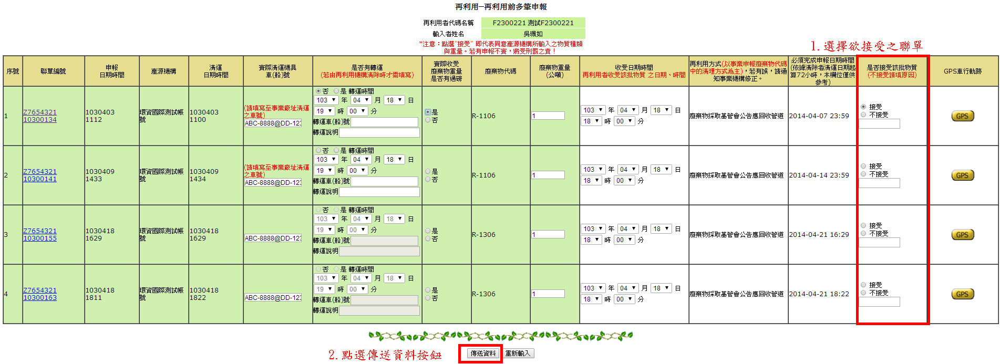 再利用─再利用前多筆申報
再利用者代碼名稱 F2300221 測試F2300221
輸入者姓名 吳珮如
*注意：點選"接受" 即代表同意產源機構所輸入之物質種類
與重量。若有申報不實，將受刑罰之責！
1.選擇欲接受之聯單
序號 聯單編號 申報
日期時間 產源機構 清運
日期時間 實際清運機具
車(船)號 是否有轉運
(若由再利用機構清除時才需填寫) 實際收受
廢棄物重量
是否有過磅 廢棄物代碼 廢棄物重量
(公噸) 收受日期時間
再利用者收受該批物質 之日期、時間 再利用方式(以事業申報廢棄物代碼
中的清理方式為主)，若有誤，請通
知事業機構修正。 必須完成申報日期時間
(依據清除者清運日期起
算72小時，本欄位僅供
參考) 是否接受該批物質
(不接受請填原因) GPS車行軌跡
1 Z7654321
10300134 1030403
1112 環資國際測試帳
號 1030403
1100 (請填寫至事業廠址清運
之車號)
ABC-8888@DD-123 否 是 轉運時間
103 年 04 月 18 日
19 時 00 分
轉運車(船)號
轉運說明 是
否 R-1106 1 103 年 04 月 18 日
18 時 00 分 廢棄物採取基管會公告應回收管道 2014-04-07 23:59 接受
不接受 GPS
2 Z7654321
10300141 1030409
1433 環資國際測試帳
號 1030409
1434 (請填寫至事業廠址清運
之車號)
ABC-8888@DD-123 否 是 轉運時間
103 年 04 月 18 日
19 時 00 分
轉運車(船)號
轉運說明 是
否 R-1106 1 103 年 04 月 18 日
18 時 00 分 廢棄物採取基管會公告應回收管道 2014-04-14 23:59 接受
不接受 GPS
3 Z7654321
10300155 1030418
1629 環資國際測試帳
號 1030418
1629 ABC-8888@DD-123 否 是 轉運時間
103 年 04 月 18 日
19 時 00 分
轉運車(船)號
轉運說明 是
否 R-1306 1 103 年 04 月 18 日
18 時 00 分 廢棄物採取基管會公告應回收管道 2014-04-21 16:29 接受
不接受 GPS
4 Z7654321
10300163 1030418
1811 環資國際測試帳
號 1030418
1822 ABC-8888@DD-123 否 是 轉運時間
103 年 04 月 18 日
19 時 00 分
轉運車(船)號
轉運說明 是
否 R-1306 1 103 年 04 月 18 日
18 時 00 分 廢棄物採取基管會公告應回收管道 2014-04-21 18:22 接受
不接受 GPS
2.點選傳送資料按鈕 傳送資料 重新輸入